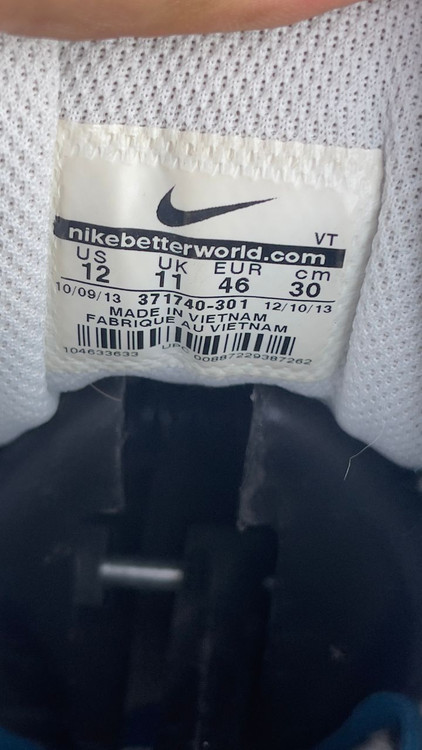 VT
nikebetterworld.com
US UK EUR cm
12 11 46 30
10/09/13 371740-301 12/10/13
MADE IN VIETNAM
FABRIQUE AU VIETNAM
104633633 UPC 00887229387262